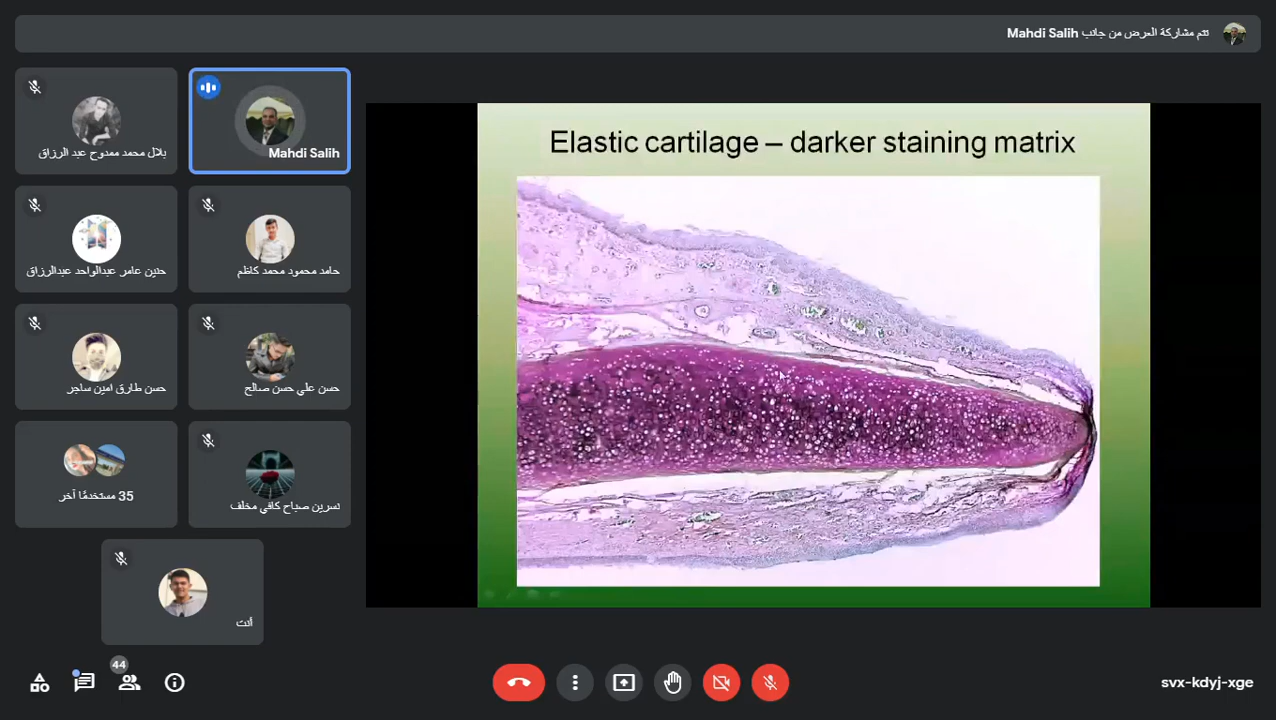 تتم مشاركة العرض من جانب Mahdi Salih
بلال محمد ممدوح عبد الرزاق
Mahdi Salih
حنين عامر عبدالواحد عبدالرزاق
حامد محمود محمد كاظم
حسن طارق امين ساجر
حسن علي حسن صالح
35 مستخدمًا آخر
نسرين صباح كافي مخلف
أنت
Elastic cartilage – darker staining matrix
44
svx-kdyj-xge